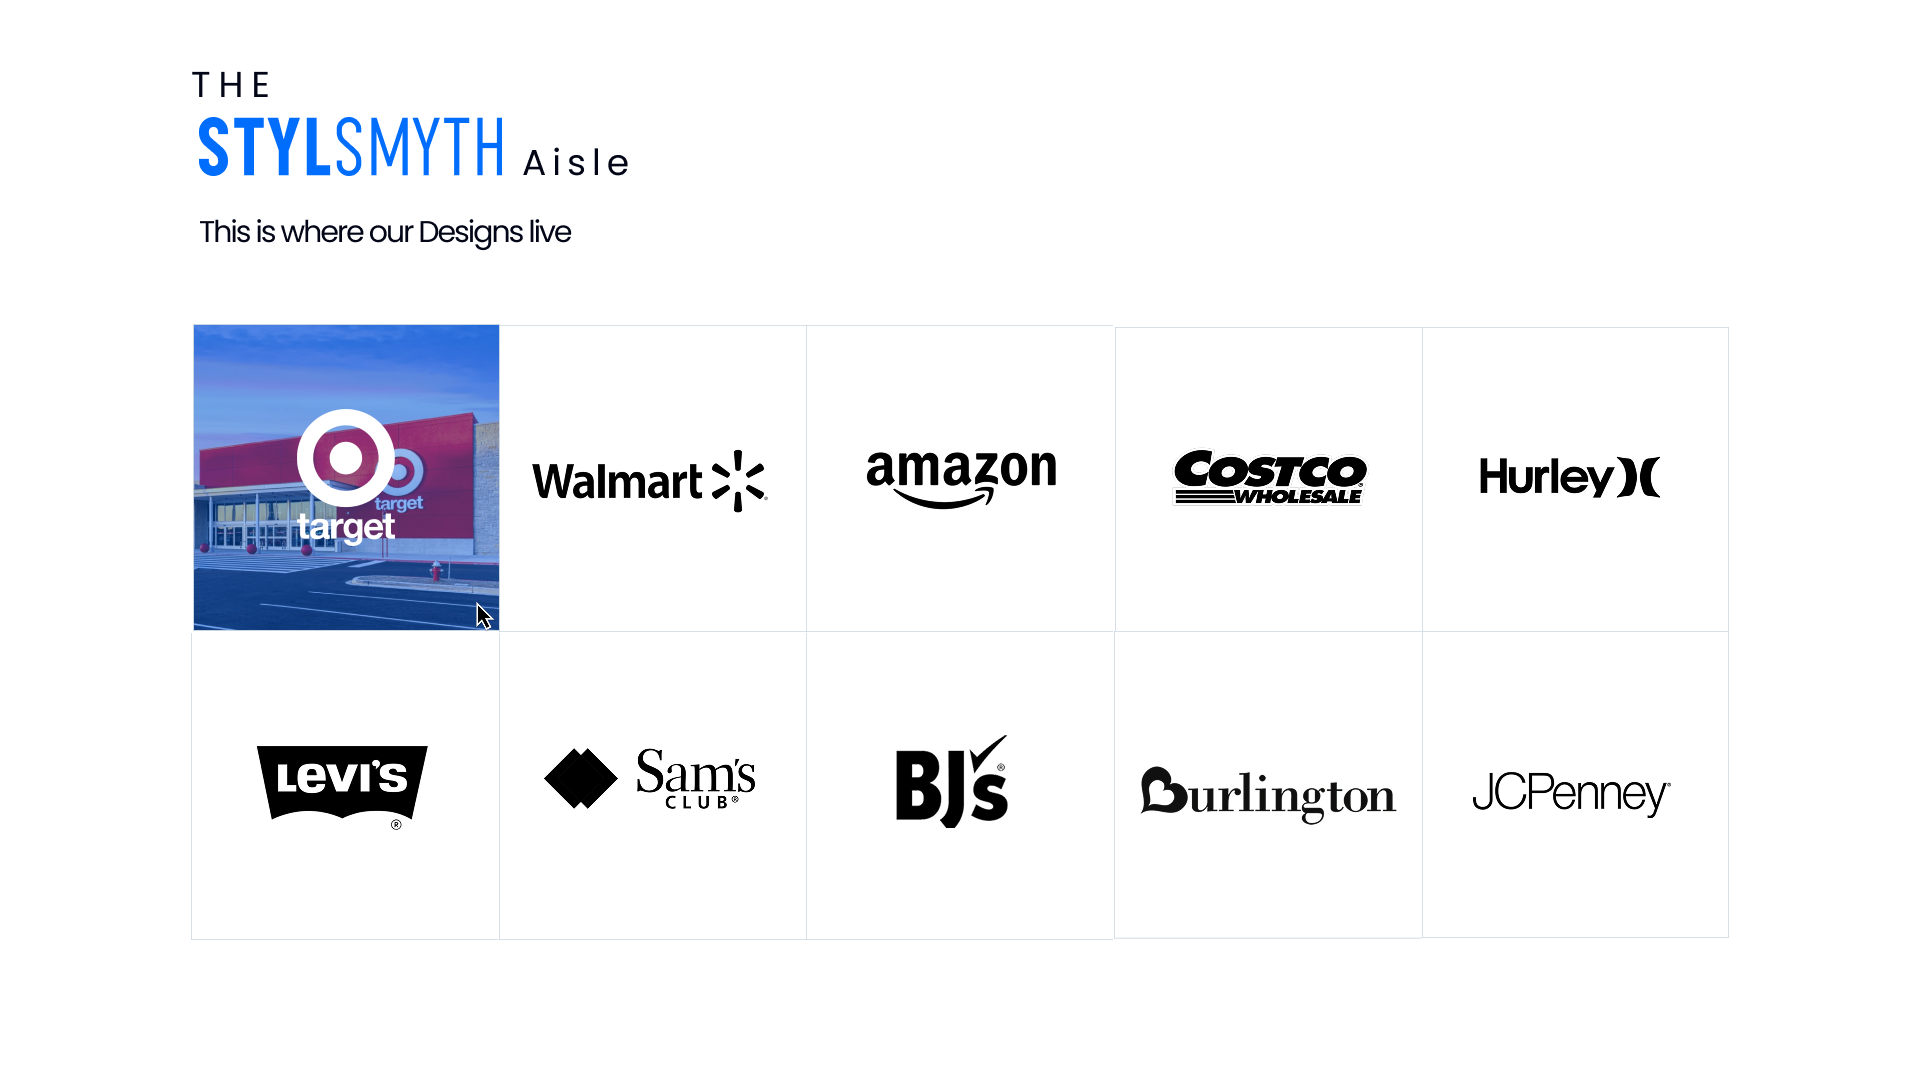 THE
STYLSMYTH Aisle
This is where our Designs live
target
target
Walmart
amazon
COSTCO
WHOLESALE
Hurley
LEVI'S
®
Sam's
CLUB®
BJ's®
Burlington
JCPenney®